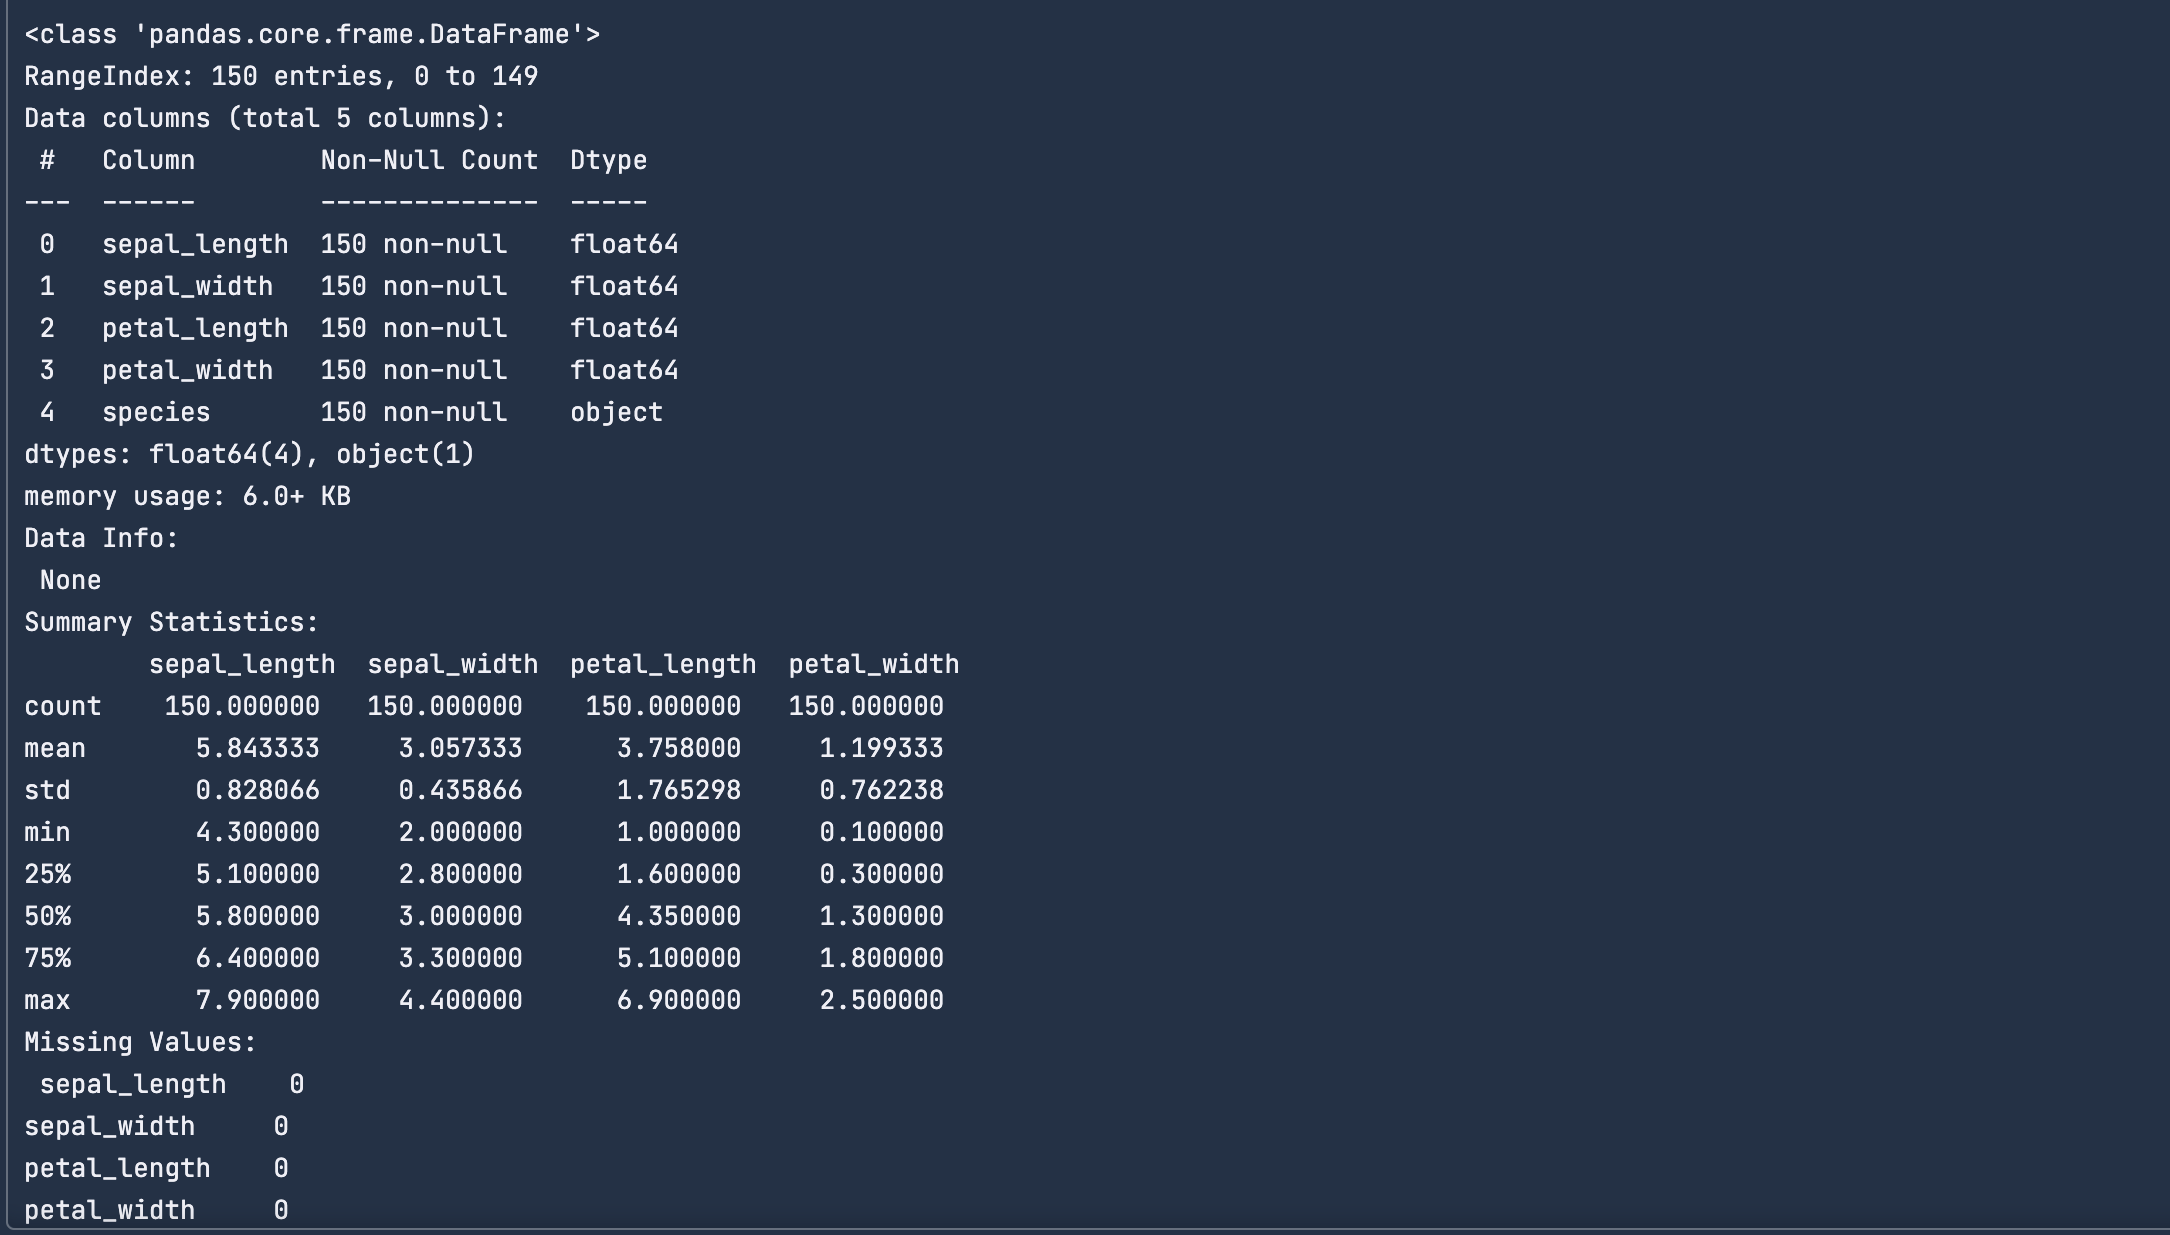 <class 'pandas.core.frame.DataFrame'>
RangeIndex: 150 entries, 0 to 149
Data columns (total 5 columns):
 #   Column        Non-Null Count  Dtype
---  ------        --------------  -----
 0   sepal_length  150 non-null    float64
 1   sepal_width   150 non-null    float64
 2   petal_length  150 non-null    float64
 3   petal_width   150 non-null    float64
 4   species       150 non-null    object
dtypes: float64(4), object(1)
memory usage: 6.0+ KB
Data Info:
 None
Summary Statistics:
        sepal_length  sepal_width  petal_length  petal_width
count    150.000000   150.000000    150.000000   150.000000
mean       5.843333     3.057333      3.758000     1.199333
std        0.828066     0.435866      1.765298     0.762238
min        4.300000     2.000000      1.000000     0.100000
25%        5.100000     2.800000      1.600000     0.300000
50%        5.800000     3.000000      4.350000     1.300000
75%        6.400000     3.300000      5.100000     1.800000
max        7.900000     4.400000      6.900000     2.500000
Missing Values:
 sepal_length    0
sepal_width     0
petal_length    0
petal_width     0